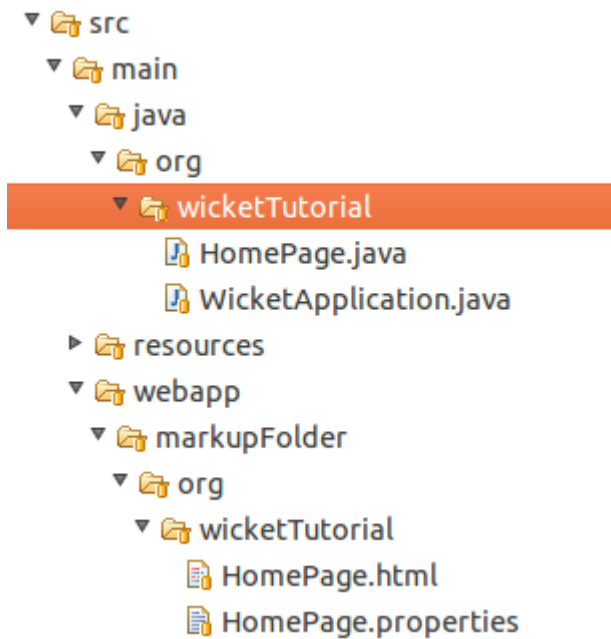 src
main
java
org
wicketTutorial
HomePage.java
WicketApplication.java
resources
webapp
markupFolder
org
wicketTutorial
HomePage.html
HomePage.properties